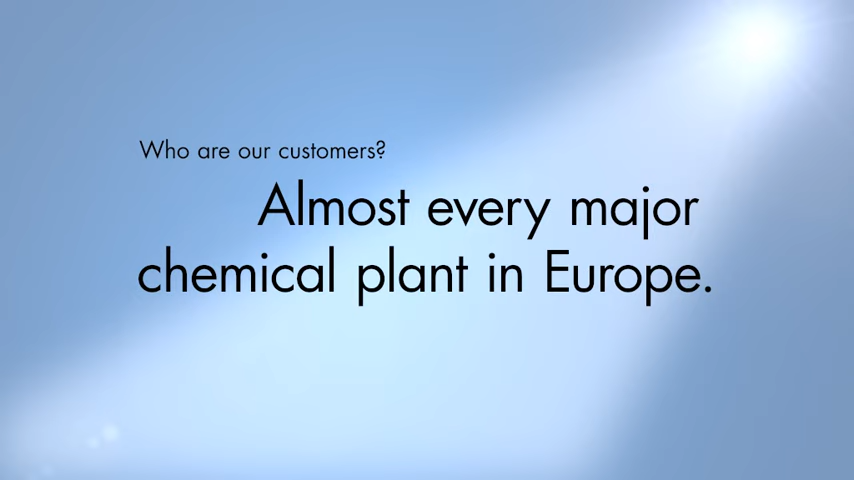 Who are our customers?
Almost every major
chemical plant in Europe.